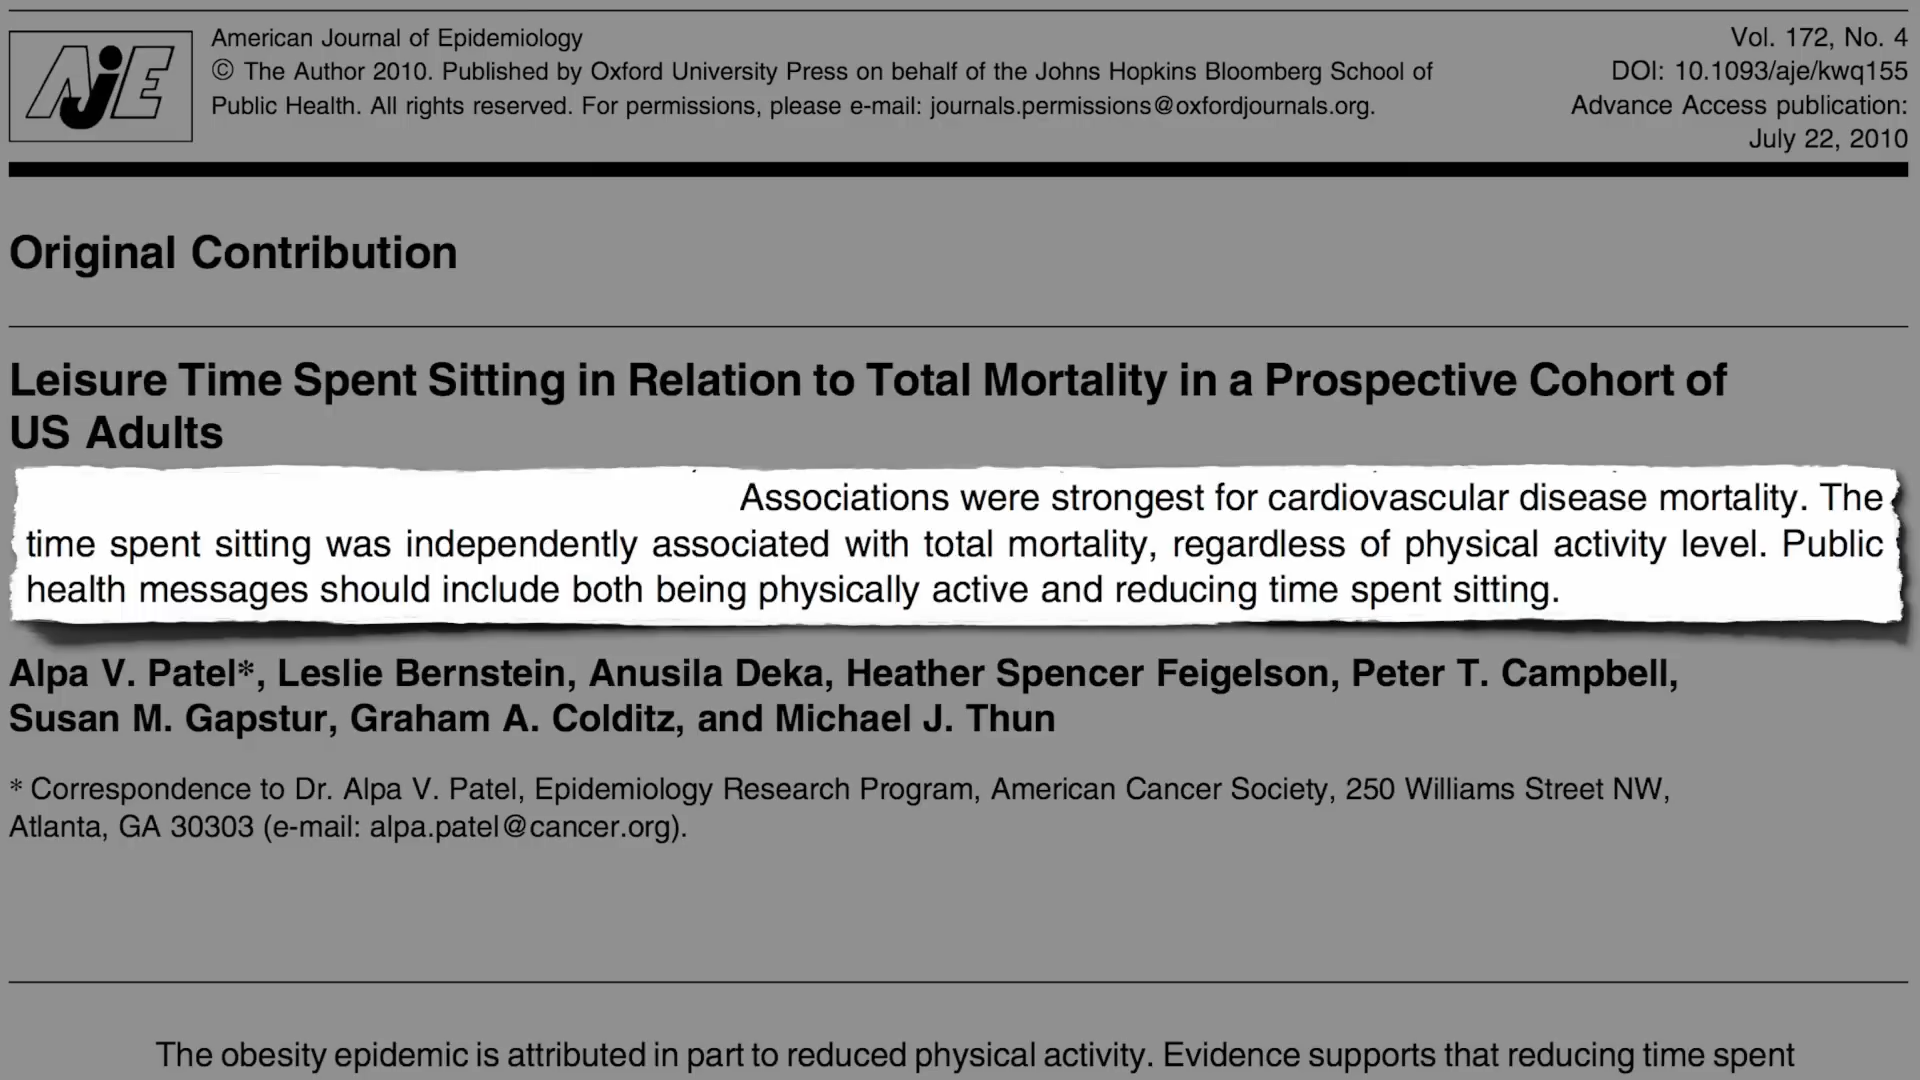 AJE
American Journal of Epidemiology
© The Author 2010. Published by Oxford University Press on behalf of the Johns Hopkins Bloomberg School of
Public Health. All rights reserved. For permissions, please e-mail: journals.permissions@oxfordjournals.org.
Vol. 172, No. 4
DOI: 10.1093/aje/kwq155
Advance Access publication:
July 22, 2010
Original Contribution
Leisure Time Spent Sitting in Relation to Total Mortality in a Prospective Cohort of
US Adults
Associations were strongest for cardiovascular disease mortality. The
time spent sitting was independently associated with total mortality, regardless of physical activity level. Public
health messages should include both being physically active and reducing time spent sitting.
Alpa V. Patel*, Leslie Bernstein, Anusila Deka, Heather Spencer Feigelson, Peter T. Campbell,
Susan M. Gapstur, Graham A. Colditz, and Michael J. Thun
* Correspondence to Dr. Alpa V. Patel, Epidemiology Research Program, American Cancer Society, 250 Williams Street NW,
Atlanta, GA 30303 (e-mail: alpa.patel@cancer.org).
The obesity epidemic is attributed in part to reduced physical activity. Evidence supports that reducing time spent